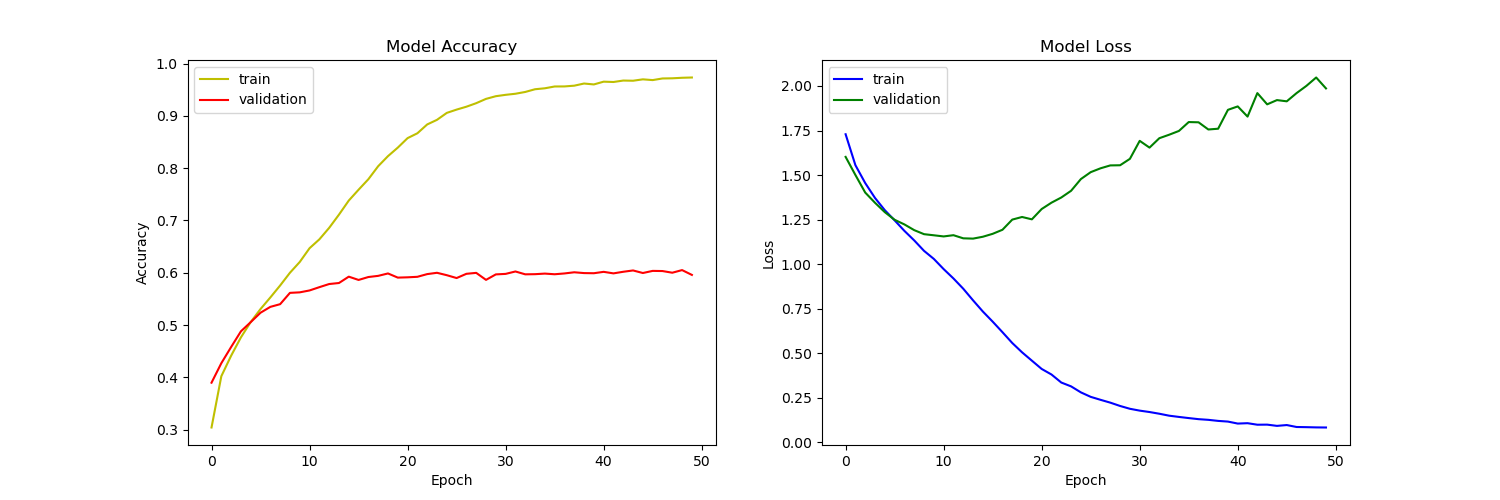 Model Accuracy
train
validation
1.0
0.9
0.8
0.7
0.6
0.5
0.4
0.3
Accuracy
0 10 20 30 40 50
Epoch
Model Loss
train
validation
2.00
1.75
1.50
1.25
1.00
0.75
0.50
0.25
0.00
Loss
0 10 20 30 40 50
Epoch